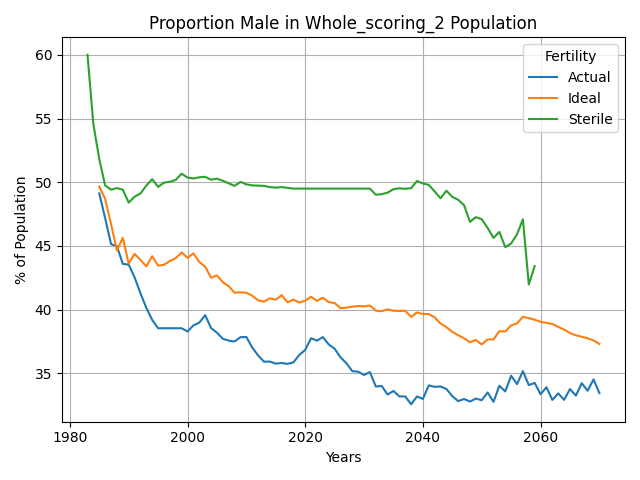 Proportion Male in Whole_scoring_2 Population
Fertility
Actual
Ideal
Sterile
% of Population
60
55
50
45
40
35
1980
2000
2020
2040
2060
Years